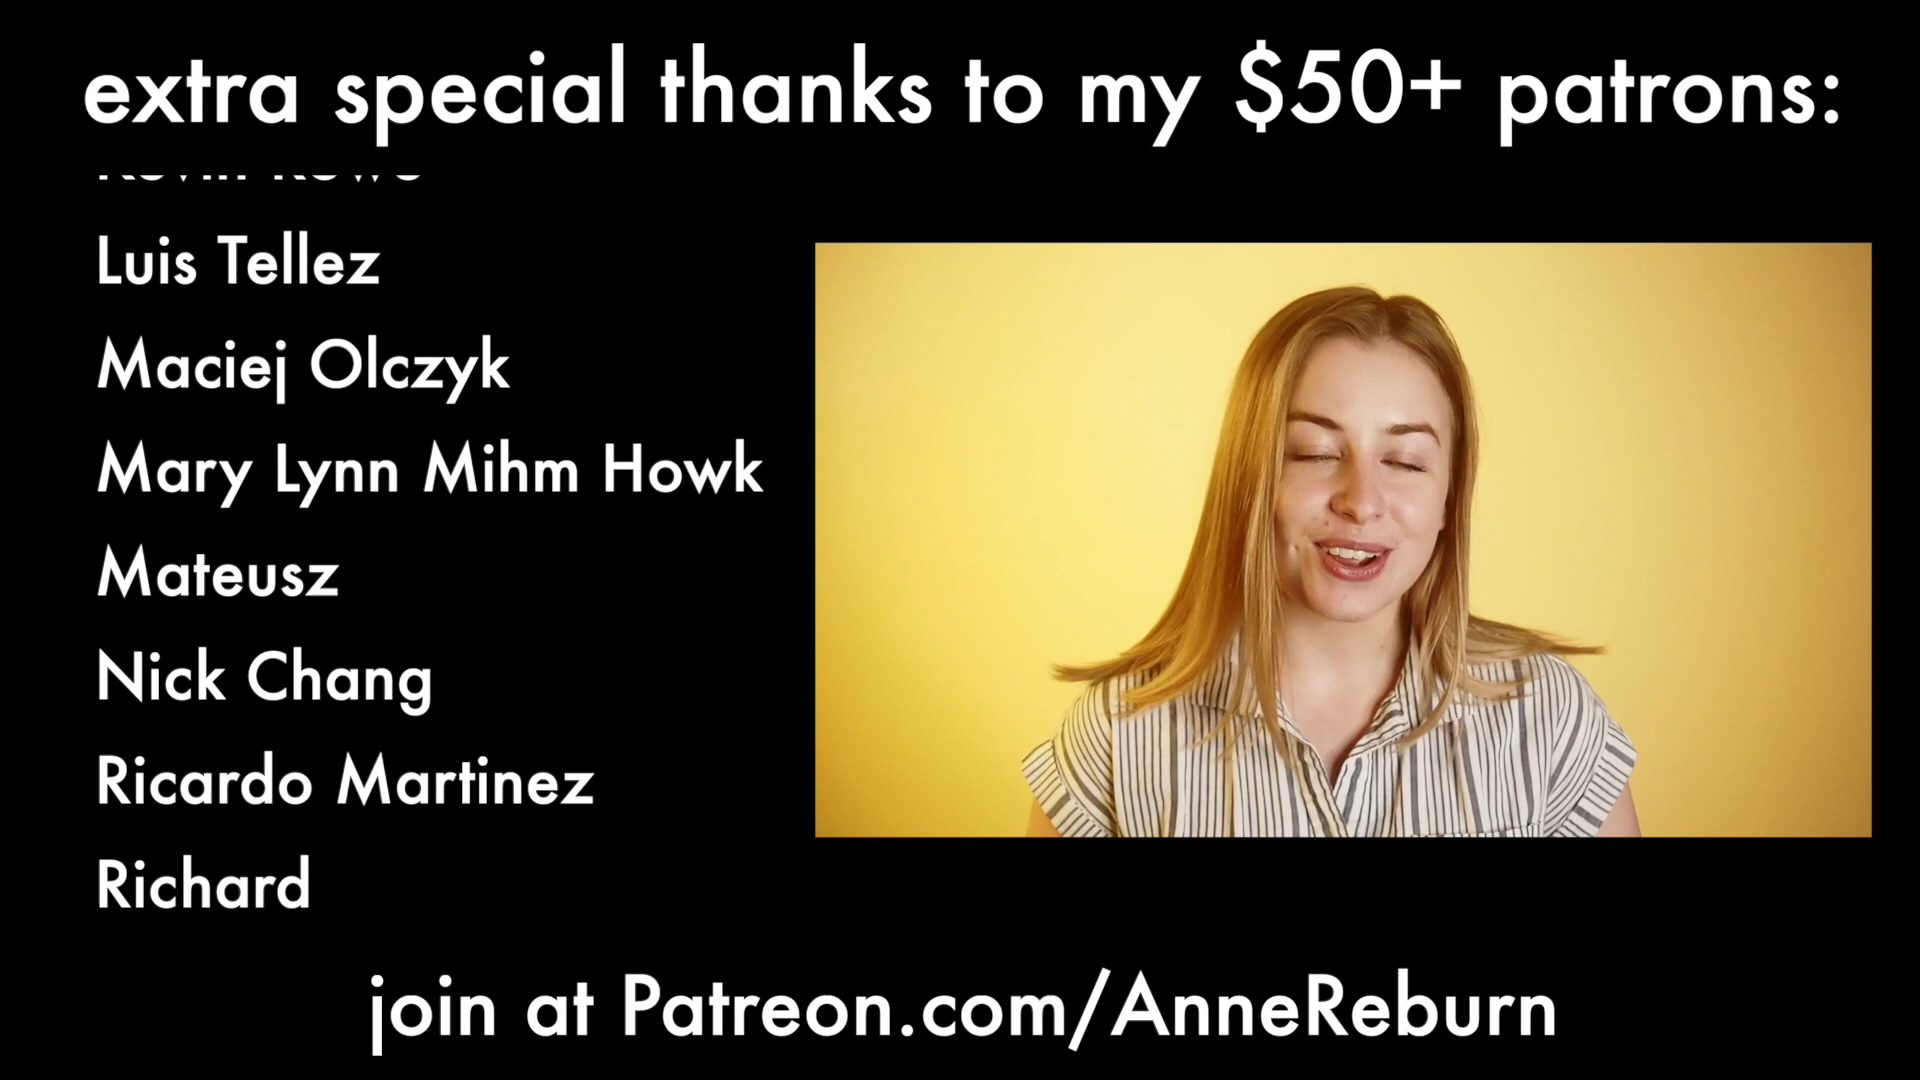 extra special thanks to my $50+ patrons:
Luis Tellez
Maciej Olczyk
Mary Lynn Mihm Howk
Mateusz
Nick Chang
Ricardo Martinez
Richard
join at Patreon.com/AnneReburn